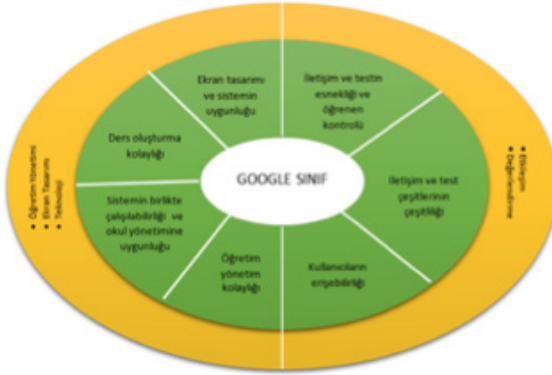 Ekran tasarımı
ve sistemin
uygunluğu
İletişim ve testin
esnekliği ve
öğrenen
kontrolü
Ders oluşturma
kolaylığı
GOOGLE SINIF
İletişim ve test
çeşitlerinin
çeşitliliği
Sistemin birlikte
çalışılabilirliği ve
okul yönetimine
uygunluğu
Öğretim
yönetim
kolaylığı
Kullanıcıların
erişebilirliği
• Öğretim Yönetimi
• Ekran Tasarımı
• Teknoloji
• Etkileşim
• Değerlendirme